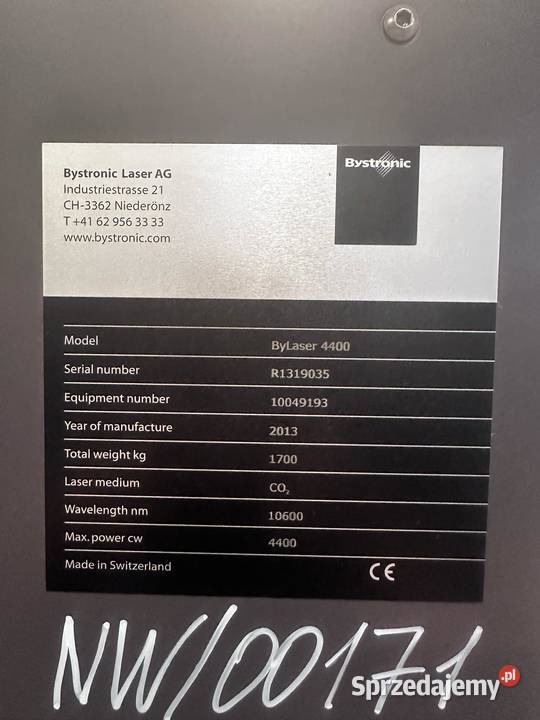 Bystronic Laser AG
Industriestrasse 21
CH-3362 Niederönz
T +41 62 956 33 33
www.bystronic.com
Bystronic
Model ByLaser 4400
Serial number R1319035
Equipment number 10049193
Year of manufacture 2013
Total weight kg 1700
Laser medium CO₂
Wavelength nm 10600
Max. power cw 4400
Made in Switzerland CE
NW/00171
Sprzedajemy.pl